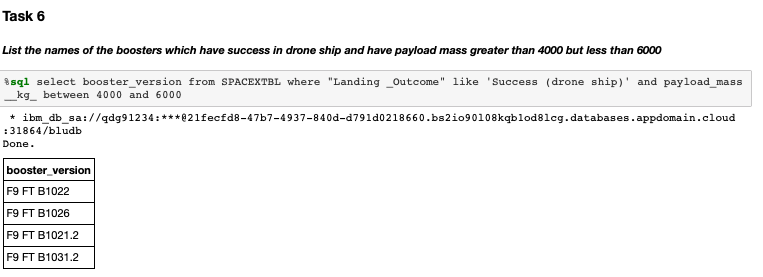 Task 6
List the names of the boosters which have success in drone ship and have payload mass greater than 4000 but less than 6000
%sql select booster_version from SPACEXTBL where "Landing _Outcome" like 'Success (drone ship)' and payload_mass
__kg_ between 4000 and 6000
* ibm_db_sa://qdg91234:***@21fecfd8-47b7-4937-840d-d791d0218660.bs2io90l08kqb1od8lcg.databases.appdomain.cloud
:31864/bludb
Done.
booster_version
F9 FT B1022
F9 FT B1026
F9 FT B1021.2
F9 FT B1031.2